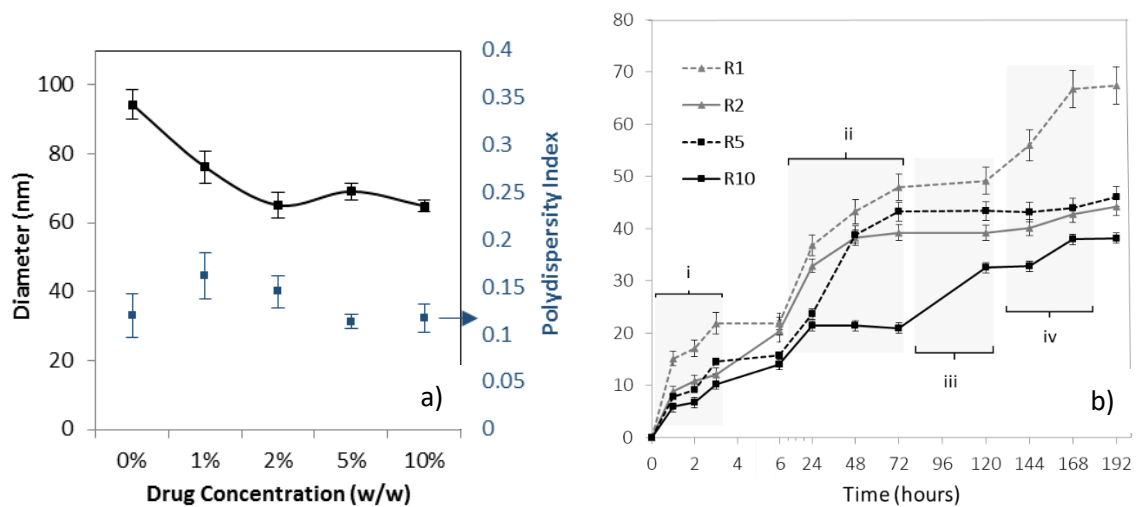 100
80
60
40
20
0
Diameter (nm)
0.4
0.35
0.3
0.25
0.2
0.15
0.1
0.05
0
Polydispersity Index
a)
0% 1% 2% 5% 10%
Drug Concentration (w/w)
80
70
60
50
40
30
20
10
0
R1
R2
R5
R10
i
ii
iii
iv
b)
0 2 4 6 24 48 72 96 120 144 168 192
Time (hours)